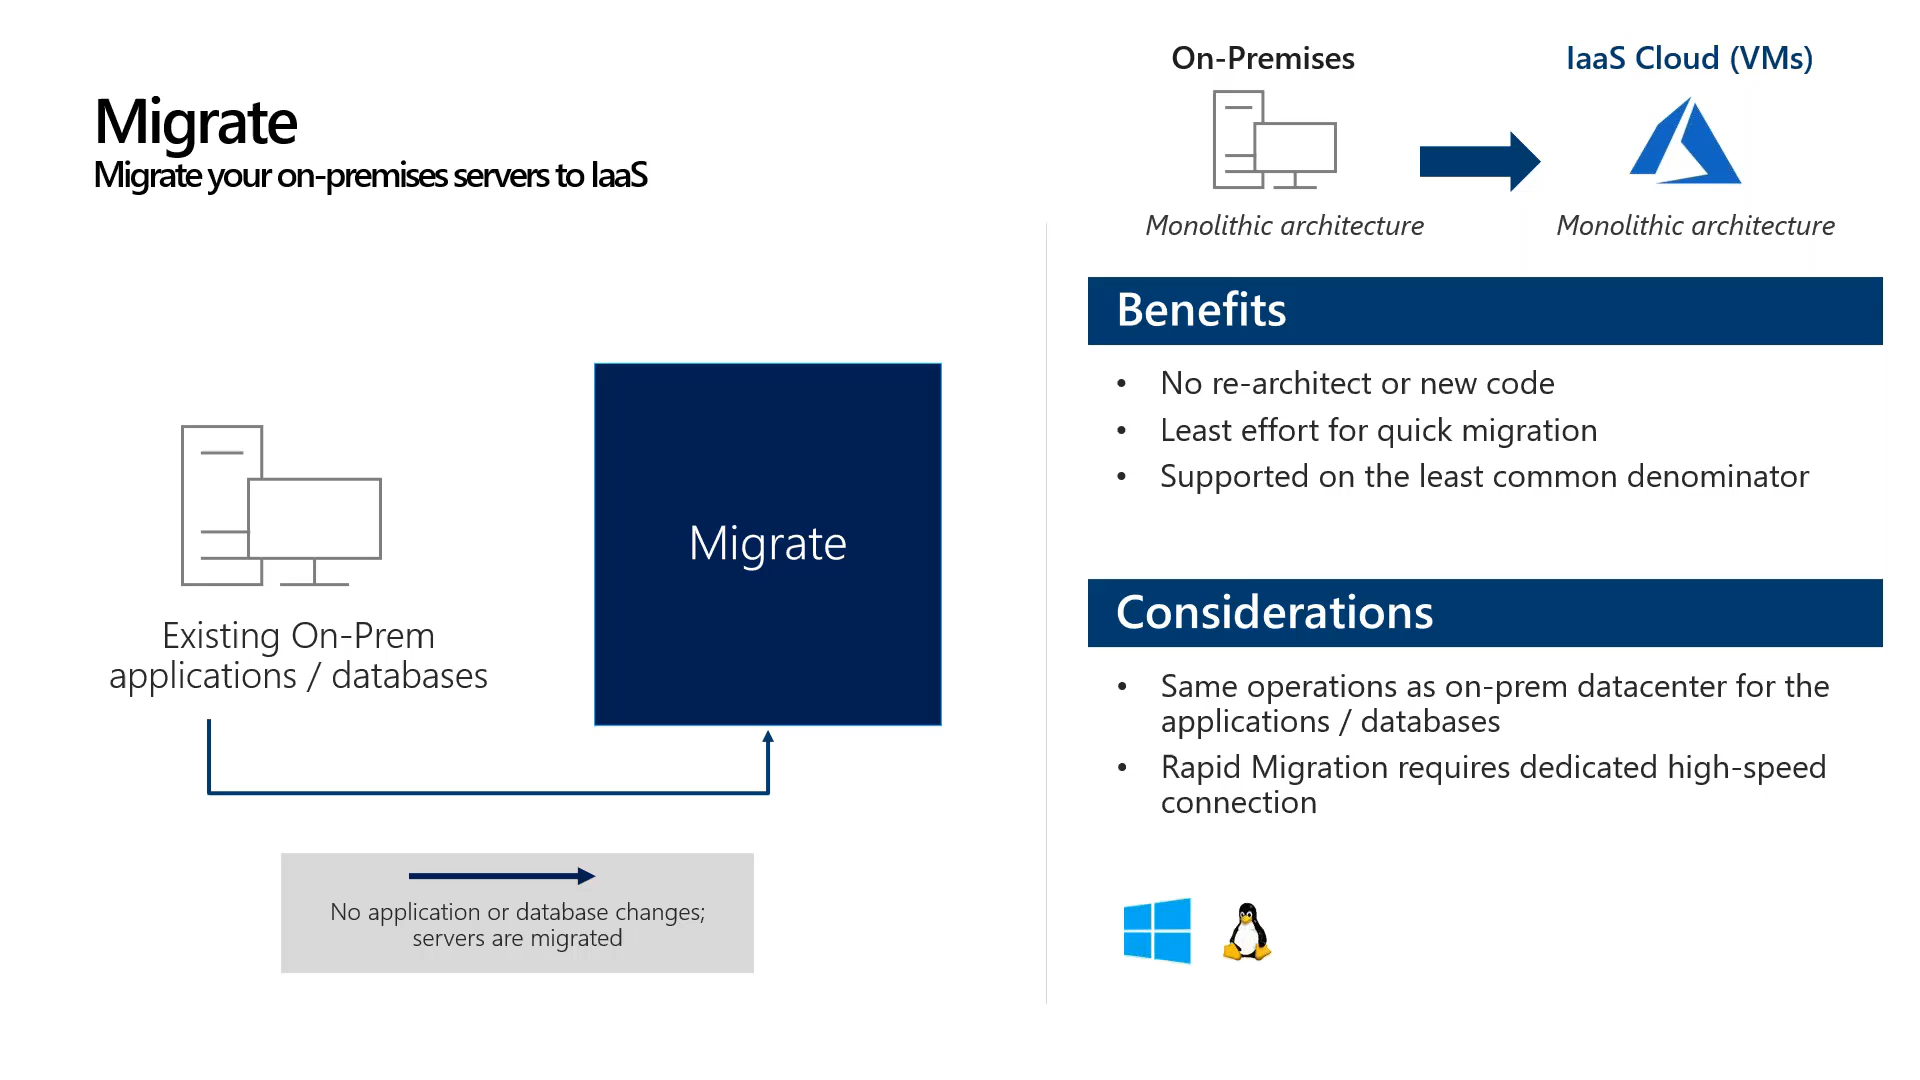 Migrate
Migrate your on-premises servers to IaaS
Existing On-Prem
applications / databases
Migrate
No application or database changes;
servers are migrated
On-Premises
IaaS Cloud (VMs)
Monolithic architecture
Monolithic architecture
Benefits
• No re-architect or new code
• Least effort for quick migration
• Supported on the least common denominator
Considerations
• Same operations as on-prem datacenter for the
applications / databases
• Rapid Migration requires dedicated high-speed
connection